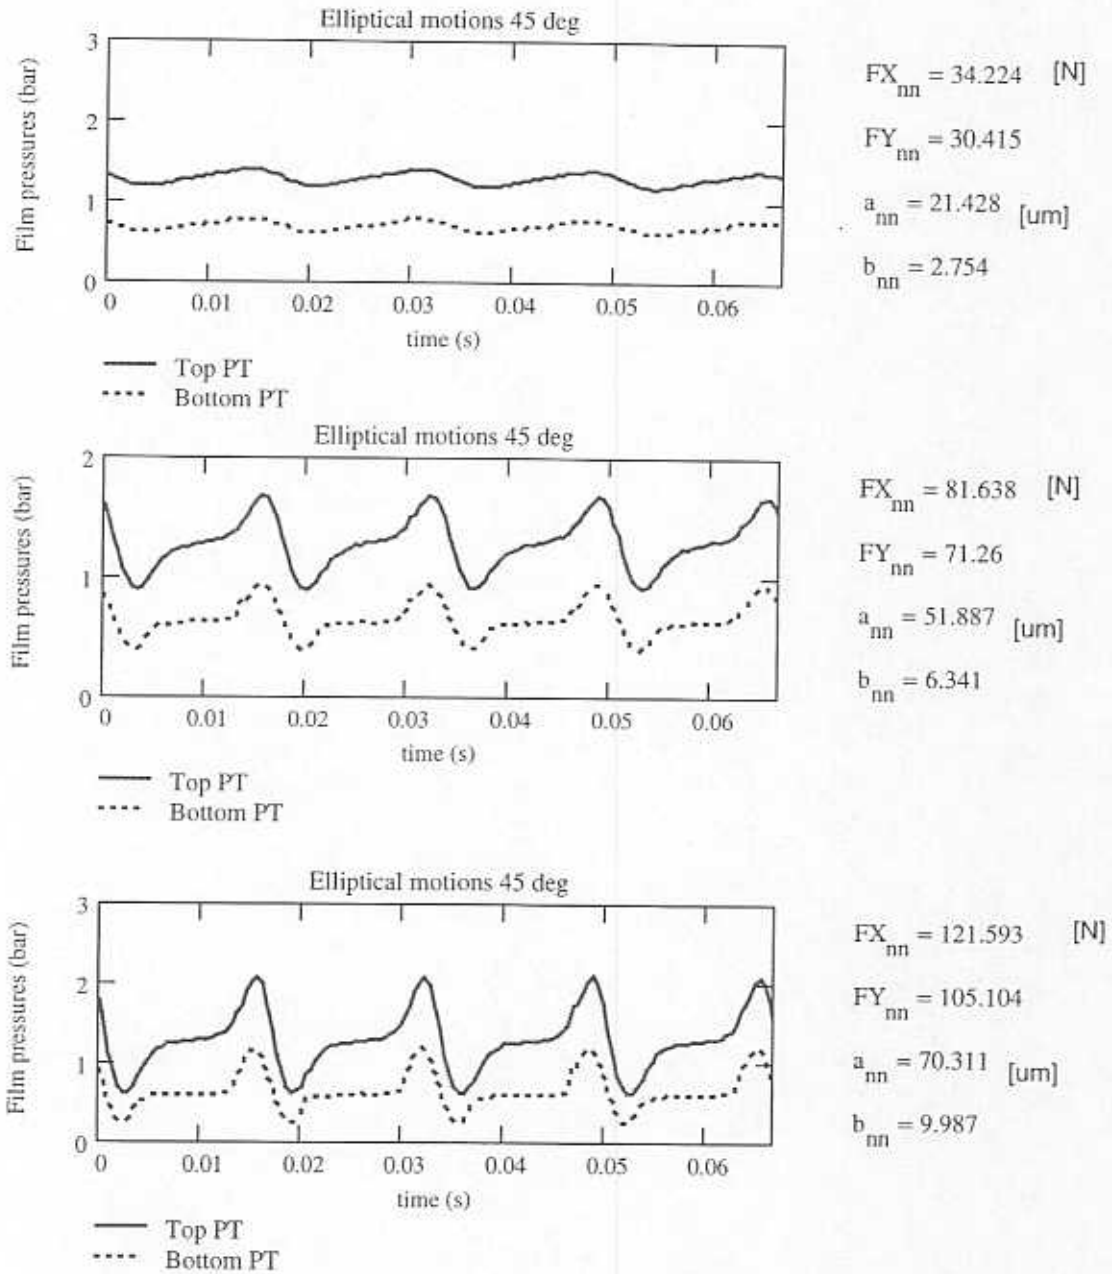 Elliptical motions 45 deg
Film pressures (bar)
3
2
1
0
0 0.01 0.02 0.03 0.04 0.05 0.06
time (s)
Top PT
Bottom PT
FXnn = 34.224 [N]
FYnn = 30.415
ann = 21.428 [um]
bnn = 2.754
Elliptical motions 45 deg
Film pressures (bar)
2
1
0
0 0.01 0.02 0.03 0.04 0.05 0.06
time (s)
Top PT
Bottom PT
FXnn = 81.638 [N]
FYnn = 71.26
ann = 51.887 [um]
bnn = 6.341
Elliptical motions 45 deg
Film pressures (bar)
3
2
1
0
0 0.01 0.02 0.03 0.04 0.05 0.06
time (s)
Top PT
Bottom PT
FXnn = 121.593 [N]
FYnn = 105.104
ann = 70.311 [um]
bnn = 9.987